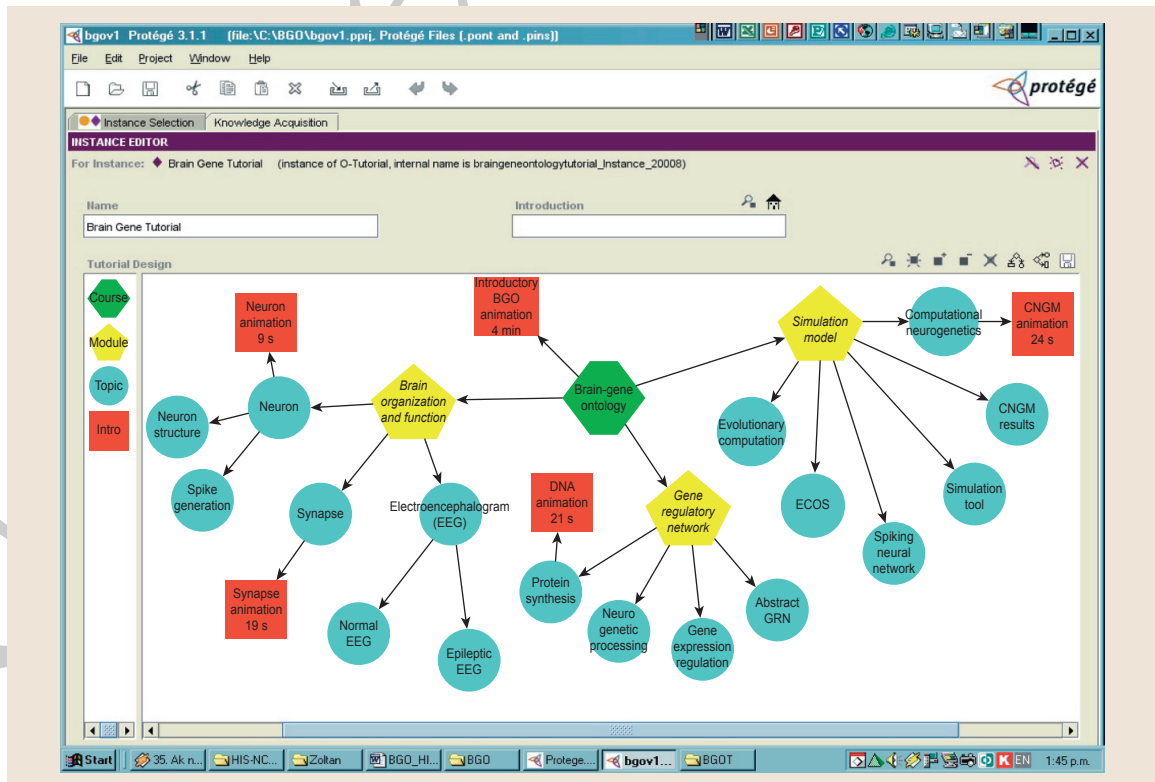 bgov1 Protégé 3.1.1 (file:\C:\BGO\bgov1.pprj, Protégé Files (.pont and .pins))
File Edit Project Window Help
protégé
Instance Selection Knowledge Acquisition
INSTANCE EDITOR
For Instance: Brain Gene Tutorial (instance of O-Tutorial, internal name is braingeneontologytutorial_Instance_20008)
Name
Introduction
Brain Gene Tutorial
Tutorial Design
Course
Module
Topic
Intro
Neuron
animation
9 s
Introductory
BGO
animation
4 min
Simulation
model
Computational
neurogenetics
CNGM
animation
24 s
Neuron
structure
Neuron
Brain
organization
and function
Brain-gene
ontology
Evolutionary
computation
CNGM
results
Spike
generation
Synapse
Electroencephalogram
(EEG)
DNA
animation
21 s
Gene
regulatory
network
ECOS
Simulation
tool
Spiking
neural
network
Synapse
animation
19 s
Normal
EEG
Epileptic
EEG
Protein
synthesis
Neuro
genetic
processing
Gene
expression
regulation
Abstract
GRN
Start 35. Ak n... HIS-NC... Zoltan BGO_HI... BGO Protege.... bgov1... BGOT EN 1:45 p.m.